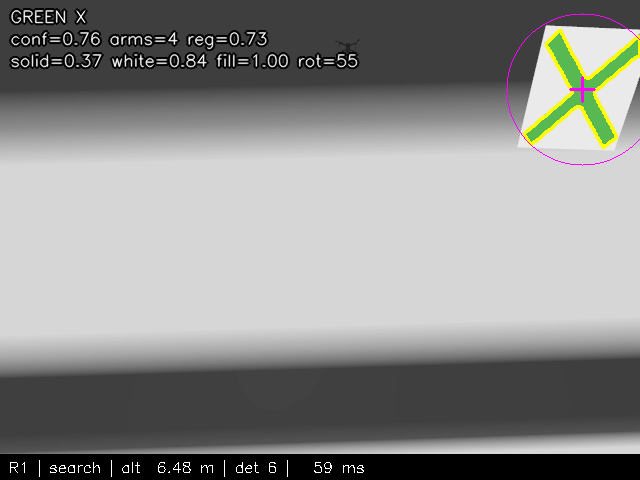 GREEN X
conf=0.76 arms=4 reg=0.73
solid=0.37 white=0.84 fill=1.00 rot=55
R1 | search | alt 6.48 m | det 6 | 59 ms